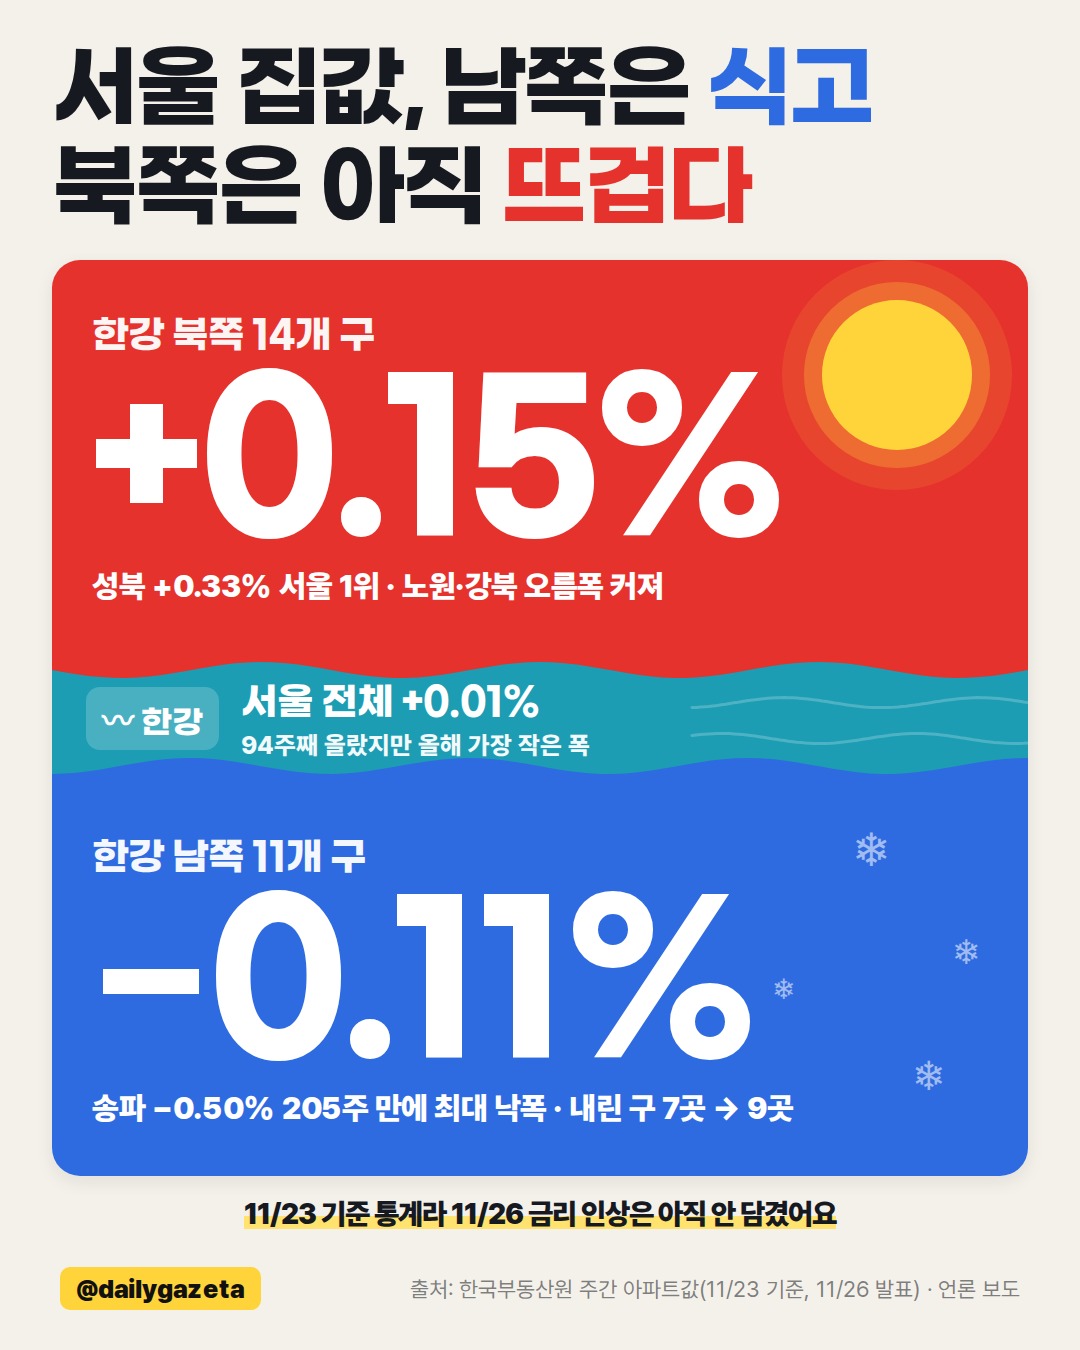 서울 집값, 남쪽은 식고
북쪽은 아직 뜨겁다
한강 북쪽 14개 구
+0.15%
성북 +0.33% 서울 1위 · 노원·강북 오름폭 커져
〰 한강
서울 전체 +0.01%
94주째 올랐지만 올해 가장 작은 폭
한강 남쪽 11개 구
−0.11%
송파 −0.50% 205주 만에 최대 낙폭 · 내린 구 7곳 → 9곳
11/23 기준 통계라 11/26 금리 인상은 아직 안 담겼어요
@dailygazeta
출처: 한국부동산원 주간 아파트값(11/23 기준, 11/26 발표) · 언론 보도